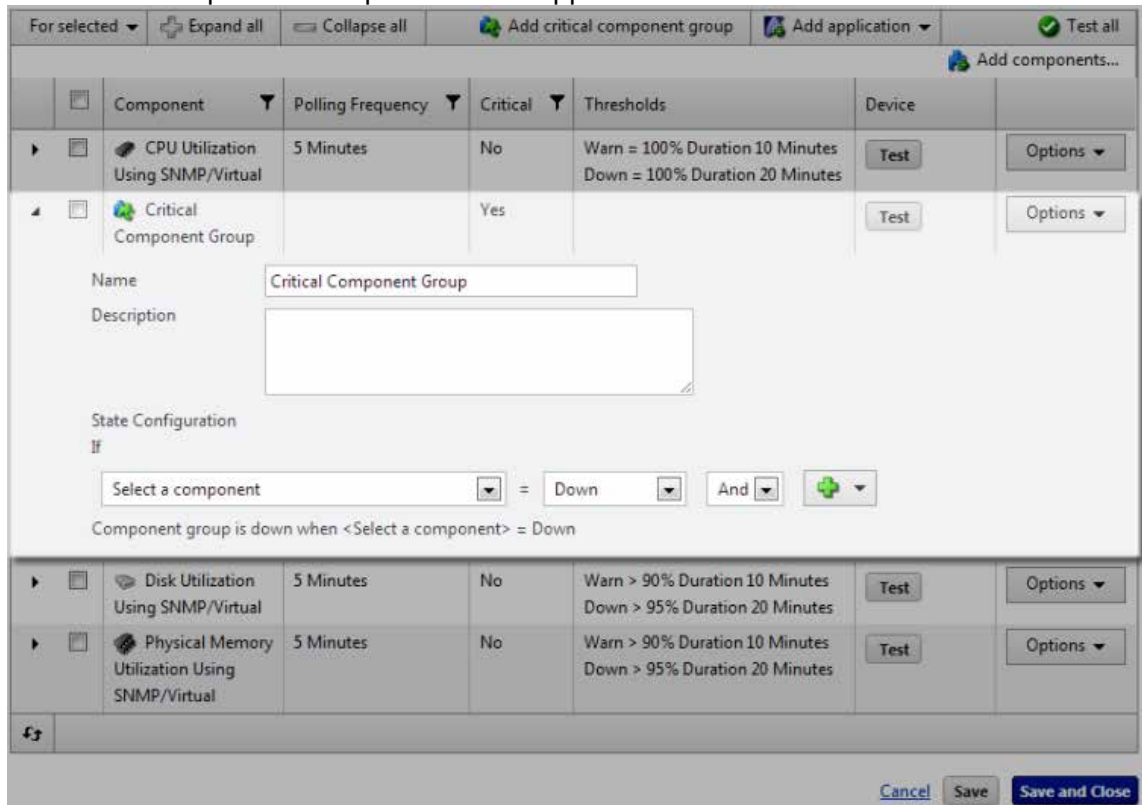 For selected Expand all Collapse all Add critical component group Add application Test all
Add components...
Component Polling Frequency Critical Thresholds Device
CPU Utilization Using SNMP/Virtual 5 Minutes No Warn = 100% Duration 10 Minutes Down = 100% Duration 20 Minutes Test Options
Critical Component Group Yes Test Options
Name Critical Component Group
Description
State Configuration
If
Select a component = Down And
Component group is down when <Select a component> = Down
Disk Utilization Using SNMP/Virtual 5 Minutes No Warn > 90% Duration 10 Minutes Down > 95% Duration 20 Minutes Test Options
Physical Memory Utilization Using SNMP/Virtual 5 Minutes No Warn > 90% Duration 10 Minutes Down > 95% Duration 20 Minutes Test Options
Cancel Save Save and Close